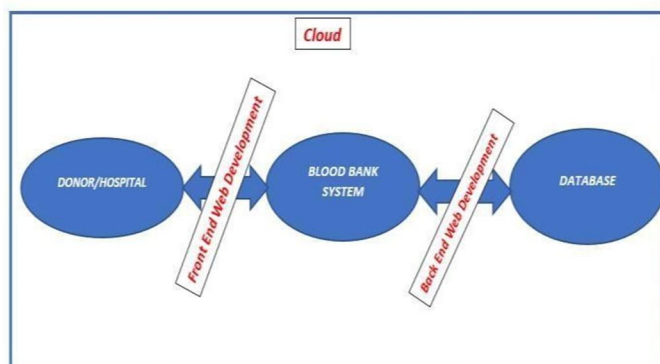 Cloud
DONOR/HOSPITAL
Front End Web Development
BLOOD BANK
SYSTEM
Back End Web Development
DATABASE